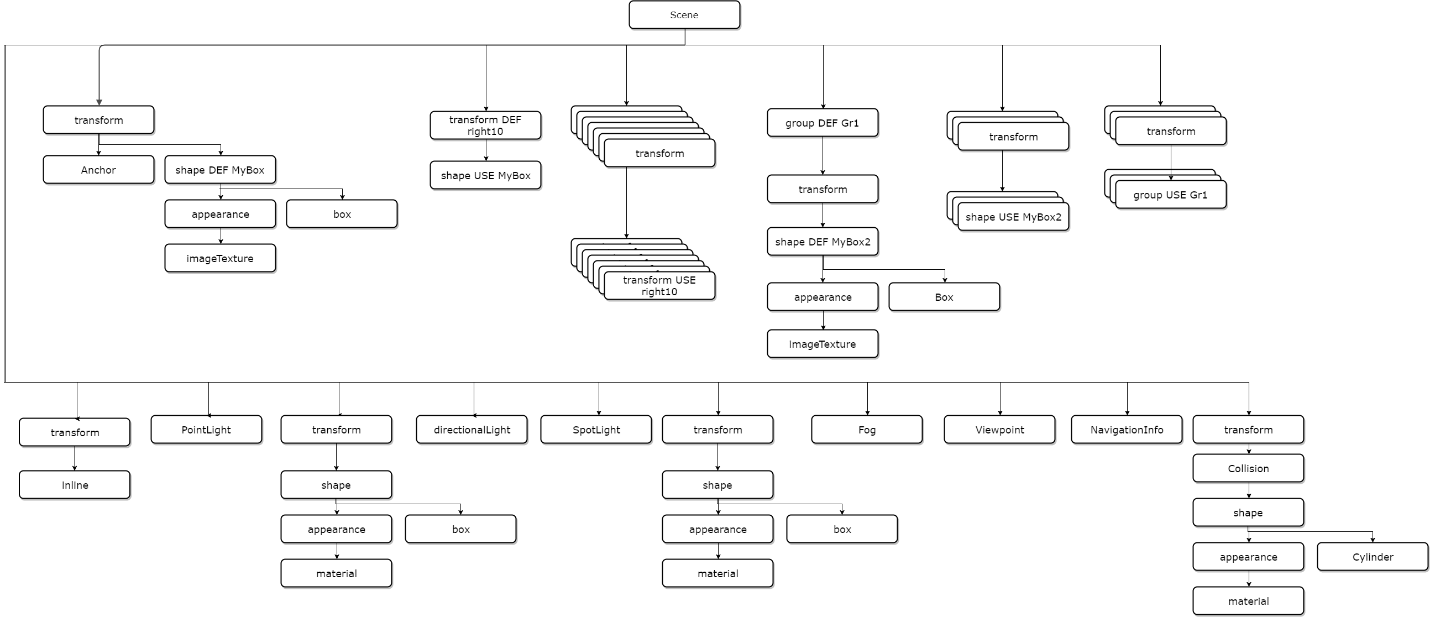 Scene
transform
Anchor
shape DEF MyBox
appearance
box
imageTexture
transform DEF
right10
shape USE MyBox
transform
transform USE
right10
group DEF Gr1
transform
shape DEF MyBox2
appearance
Box
imageTexture
transform
shape USE MyBox2
transform
group USE Gr1
transform
Inline
PointLight
transform
shape
appearance
box
material
directionalLight
SpotLight
transform
shape
appearance
box
material
Fog
Viewpoint
NavigationInfo
transform
Collision
shape
appearance
Cylinder
material